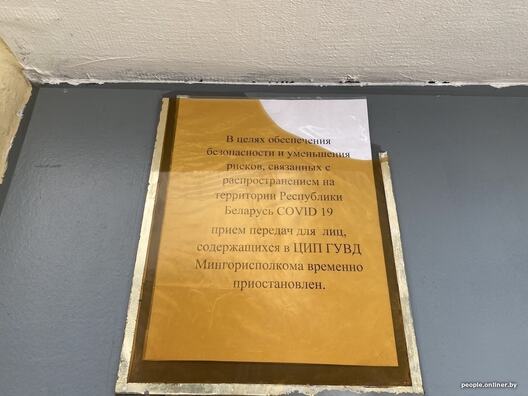 В целях обеспечения
безопасности и уменьшения
рисков, связанных с
распространением на
территории Республики
Беларусь COVID 19
прием передач для лиц,
содержащихся в ЦИП ГУВД
Мингорисполкома временно
приостановлен.
people.onliner.by